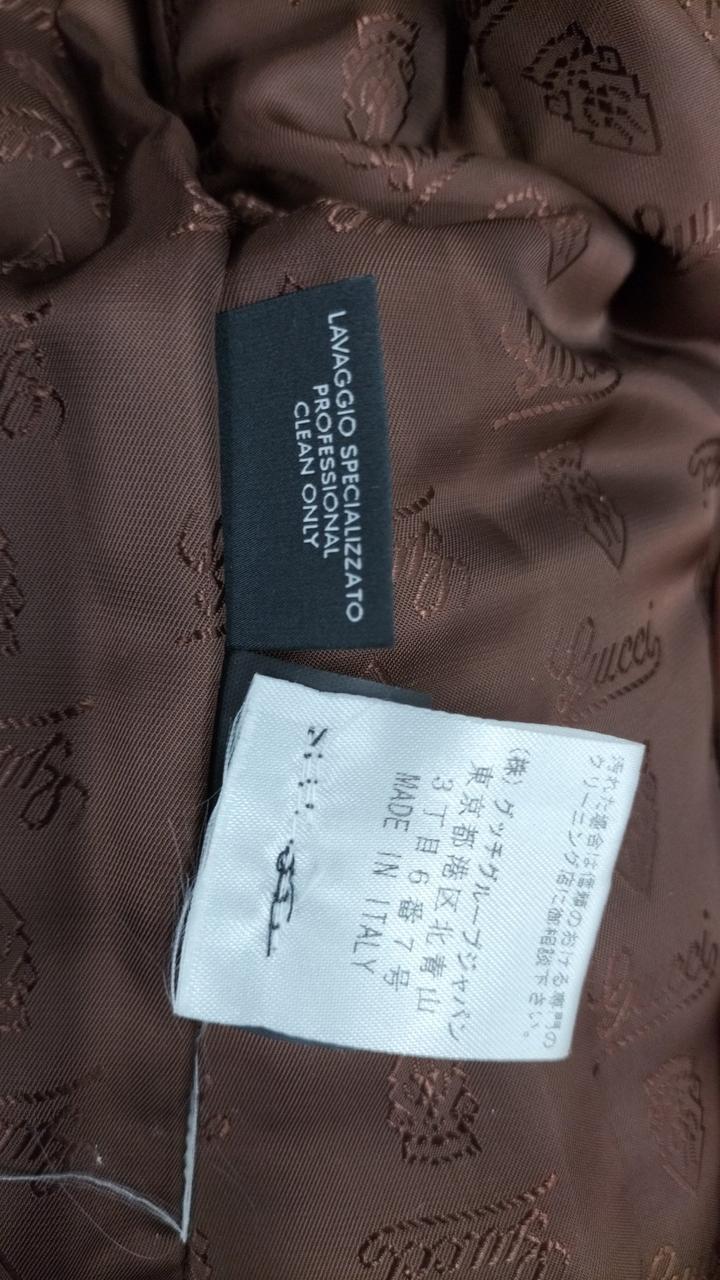 LAVAGGIO SPECIALIZZATO
PROFESSIONAL
CLEAN ONLY
汚れた場合は信頼のおける専門の
クリーニング店に御相談下さい。
(株) グッチグループジャパン
東京都港区北青山
3丁目6番7号
MADE IN ITALY
Gucci
Gucci
Gucci